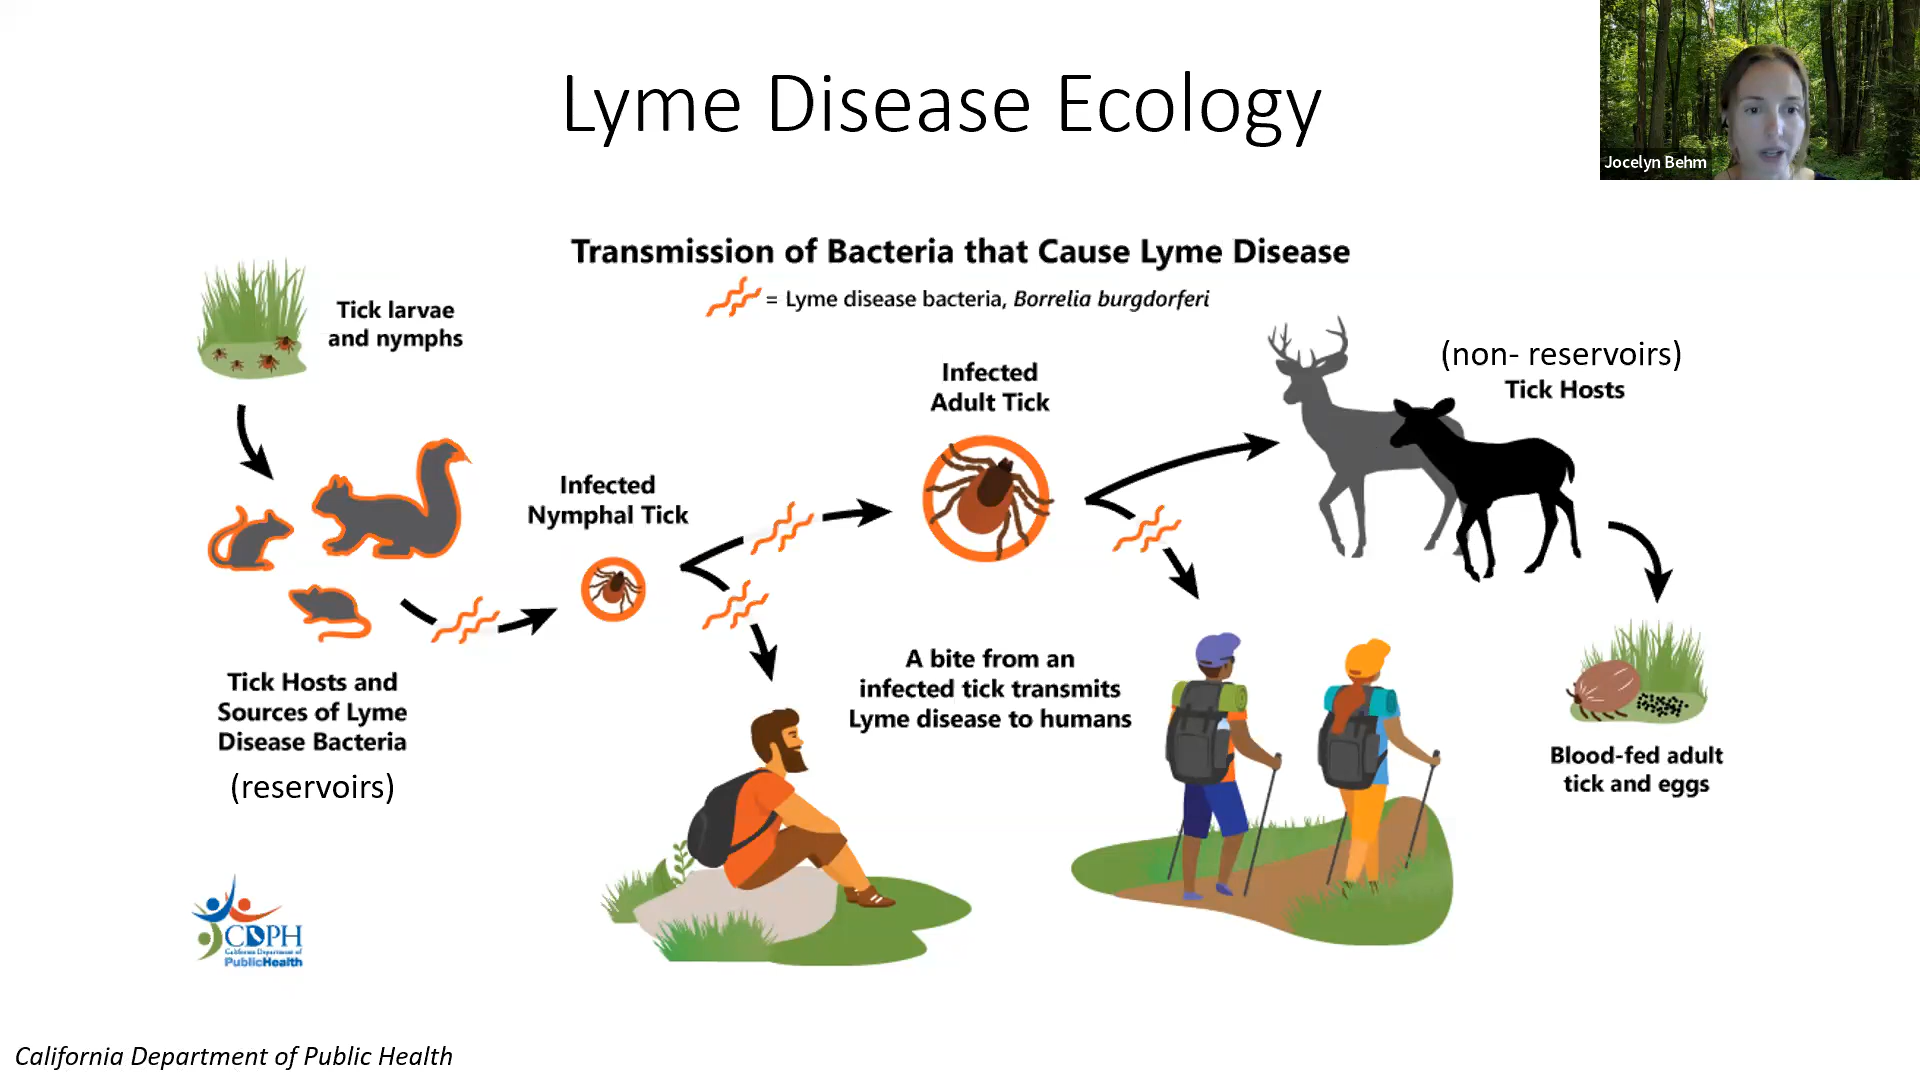 Lyme Disease Ecology
Jocelyn Behm
Transmission of Bacteria that Cause Lyme Disease
= Lyme disease bacteria, Borrelia burgdorferi
Tick larvae
and nymphs
(non- reservoirs)
Tick Hosts
Infected
Adult Tick
Infected
Nymphal Tick
A bite from an
infected tick transmits
Lyme disease to humans
Tick Hosts and
Sources of Lyme
Disease Bacteria
(reservoirs)
Blood-fed adult
tick and eggs
CDPH
California Department of
PublicHealth
California Department of Public Health